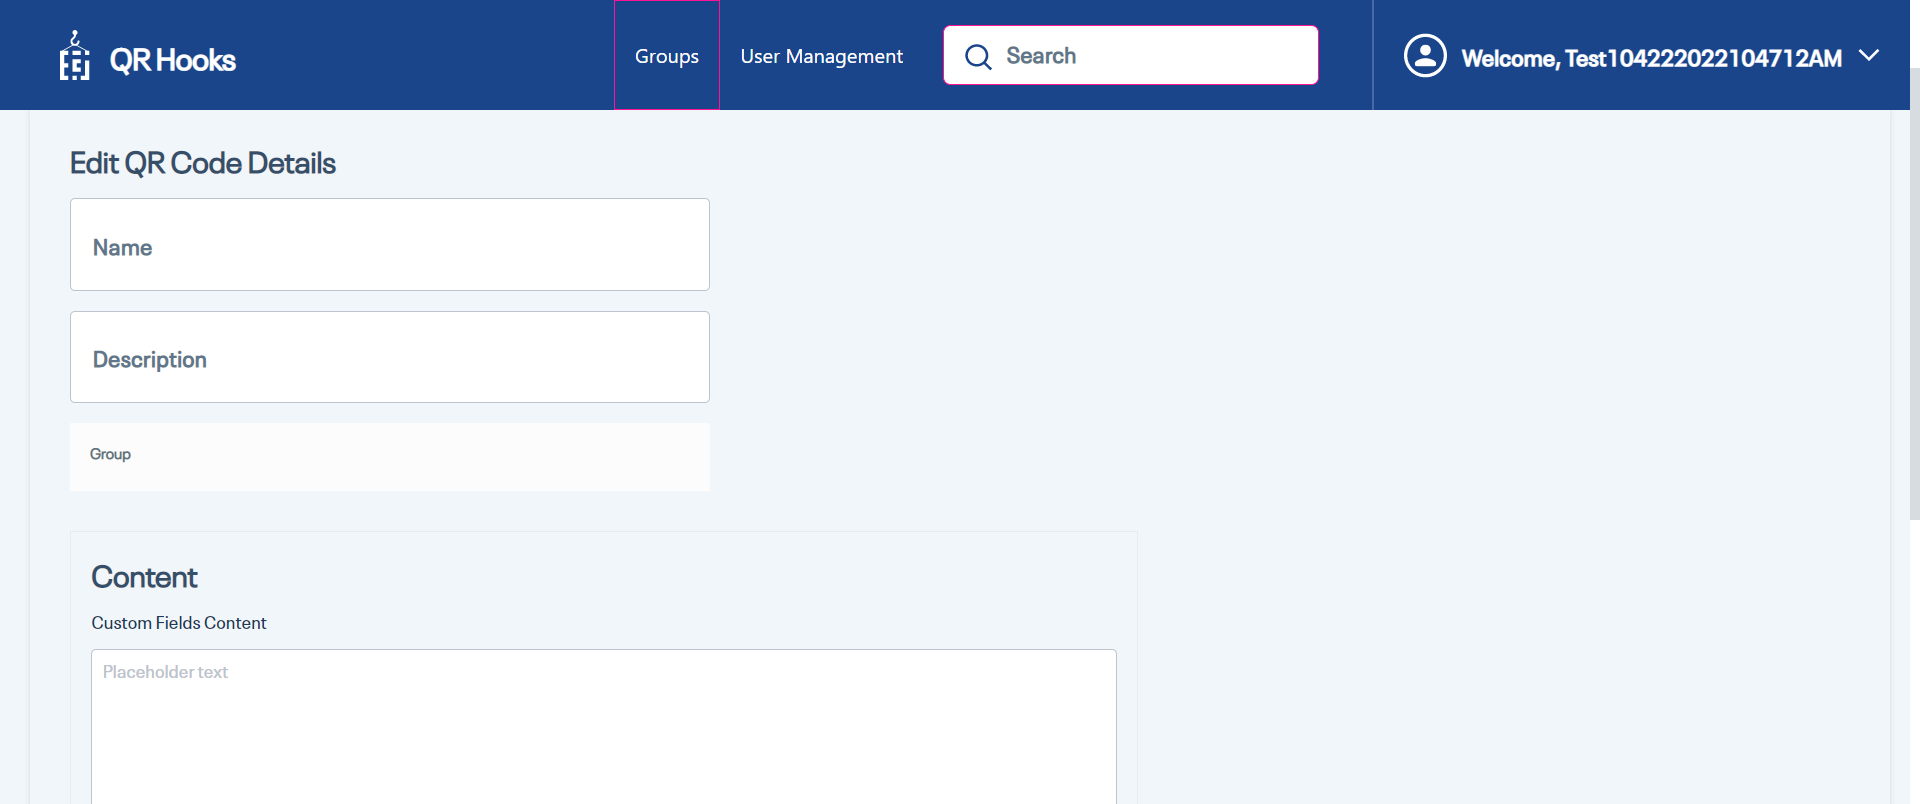 QR Hooks
Groups
User Management
Search
Welcome, Test104222022104712AM
Edit QR Code Details
Name
Description
Group
Content
Custom Fields Content
Placeholder text